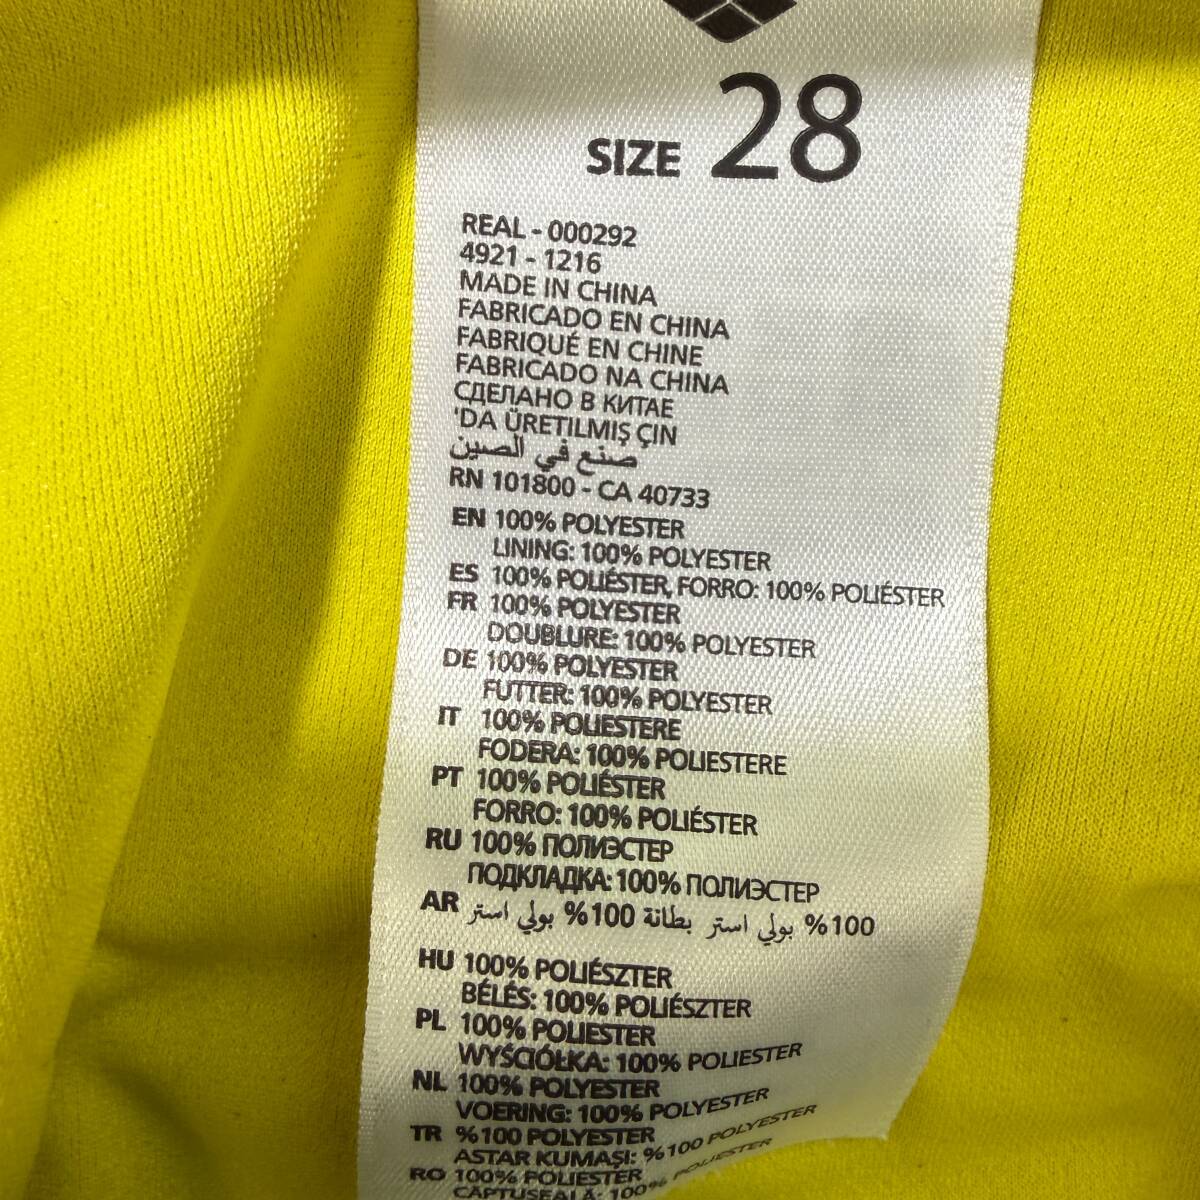 SIZE 28
REAL - 000292
4921 - 1216
MADE IN CHINA
FABRICADO EN CHINA
FABRIQUÉ EN CHINE
FABRICADO NA CHINA
СДЕЛАНО В КИТАЕ
'DA ÜRETILMIŞ ÇIN
صنع في الصين
RN 101800 - CA 40733
EN 100% POLYESTER
LINING: 100% POLYESTER
ES 100% POLIÉSTER, FORRO: 100% POLIÉSTER
FR 100% POLYESTER
DOUBLURE: 100% POLYESTER
DE 100% POLYESTER
FUTTER: 100% POLYESTER
IT 100% POLIESTERE
FODERA: 100% POLIESTERE
PT 100% POLIÉSTER
FORRO: 100% POLIÉSTER
RU 100% ПОЛИЭСТЕР
ПОДКЛАДКА: 100% ПОЛИЭСТЕР
AR 100% بولي استر بطانة 100% بولي استر
HU 100% POLIÉSZTER
BÉLÉS: 100% POLIÉSZTER
PL 100% POLIESTER
WYŚCIÓŁKA: 100% POLIESTER
NL 100% POLYESTER
VOERING: 100% POLYESTER
TR %100 POLYESTER
ASTAR KUMAŞI: %100 POLYESTER
RO 100% POLIESTER
CĂPTUŞEALĂ: 100% POLIESTER